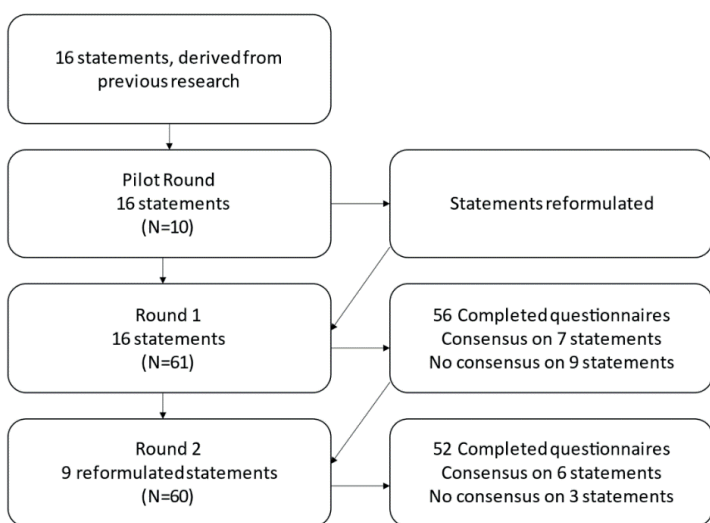 16 statements, derived from
previous research
Pilot Round
16 statements
(N=10)
Statements reformulated
Round 1
16 statements
(N=61)
56 Completed questionnaires
Consensus on 7 statements
No consensus on 9 statements
Round 2
9 reformulated statements
(N=60)
52 Completed questionnaires
Consensus on 6 statements
No consensus on 3 statements